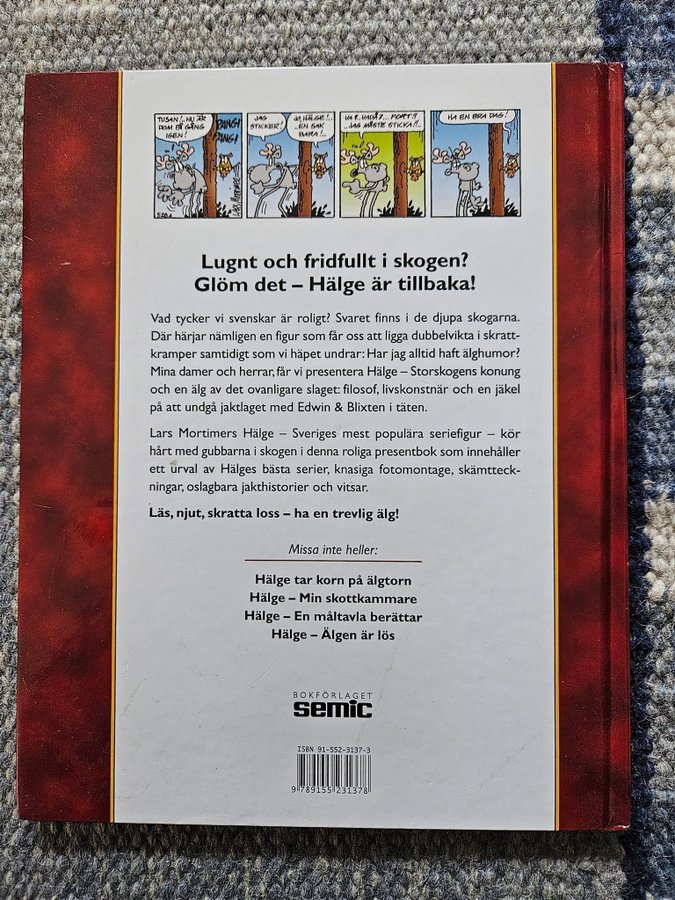 TUSAN!.. NU ÄR
DOM PÅ GÅNG
IGEN!
PANG!
PANG!
JAG
STICKER!
JA, HÄLGE!..
..EN SAK
BARA!..
..FORT!!
..JAG MÅSTE STICKA!!..
HA EN BRA DAG!
Lugnt och fridfullt i skogen?
Glöm det – Hälge är tillbaka!
Vad tycker vi svenskar är roligt? Svaret finns i de djupa skogarna.
Där härjar nämligen en figur som får oss att ligga dubbelvikta i skratt-
kramper samtidigt som vi häpet undrar: Har jag alltid haft älghumor?
Mina damer och herrar, får vi presentera Hälge – Storskogens konung
och en älg av det ovanligare slaget: filosof, livskonstnär och en jäkel
på att undgå jaktlaget med Edwin & Blixten i täten.
Lars Mortimers Hälge – Sveriges mest populära seriefigur – kör
hårt med gubbarna i skogen i denna roliga presentbok som innehåller
ett urval av Hälges bästa serier, knasiga fotomontage, skämtteck-
ningar, oslagbara jakthistorier och vitsar.
Läs, njut, skratta loss – ha en trevlig älg!
Missa inte heller:
Hälge tar korn på älgtorn
Hälge – Min skottkammare
Hälge – En måltavla berättar
Hälge – Älgen är lös
BOKFÖRLAGET
semic
ISBN 91-552-3137-3
9 789155 231378